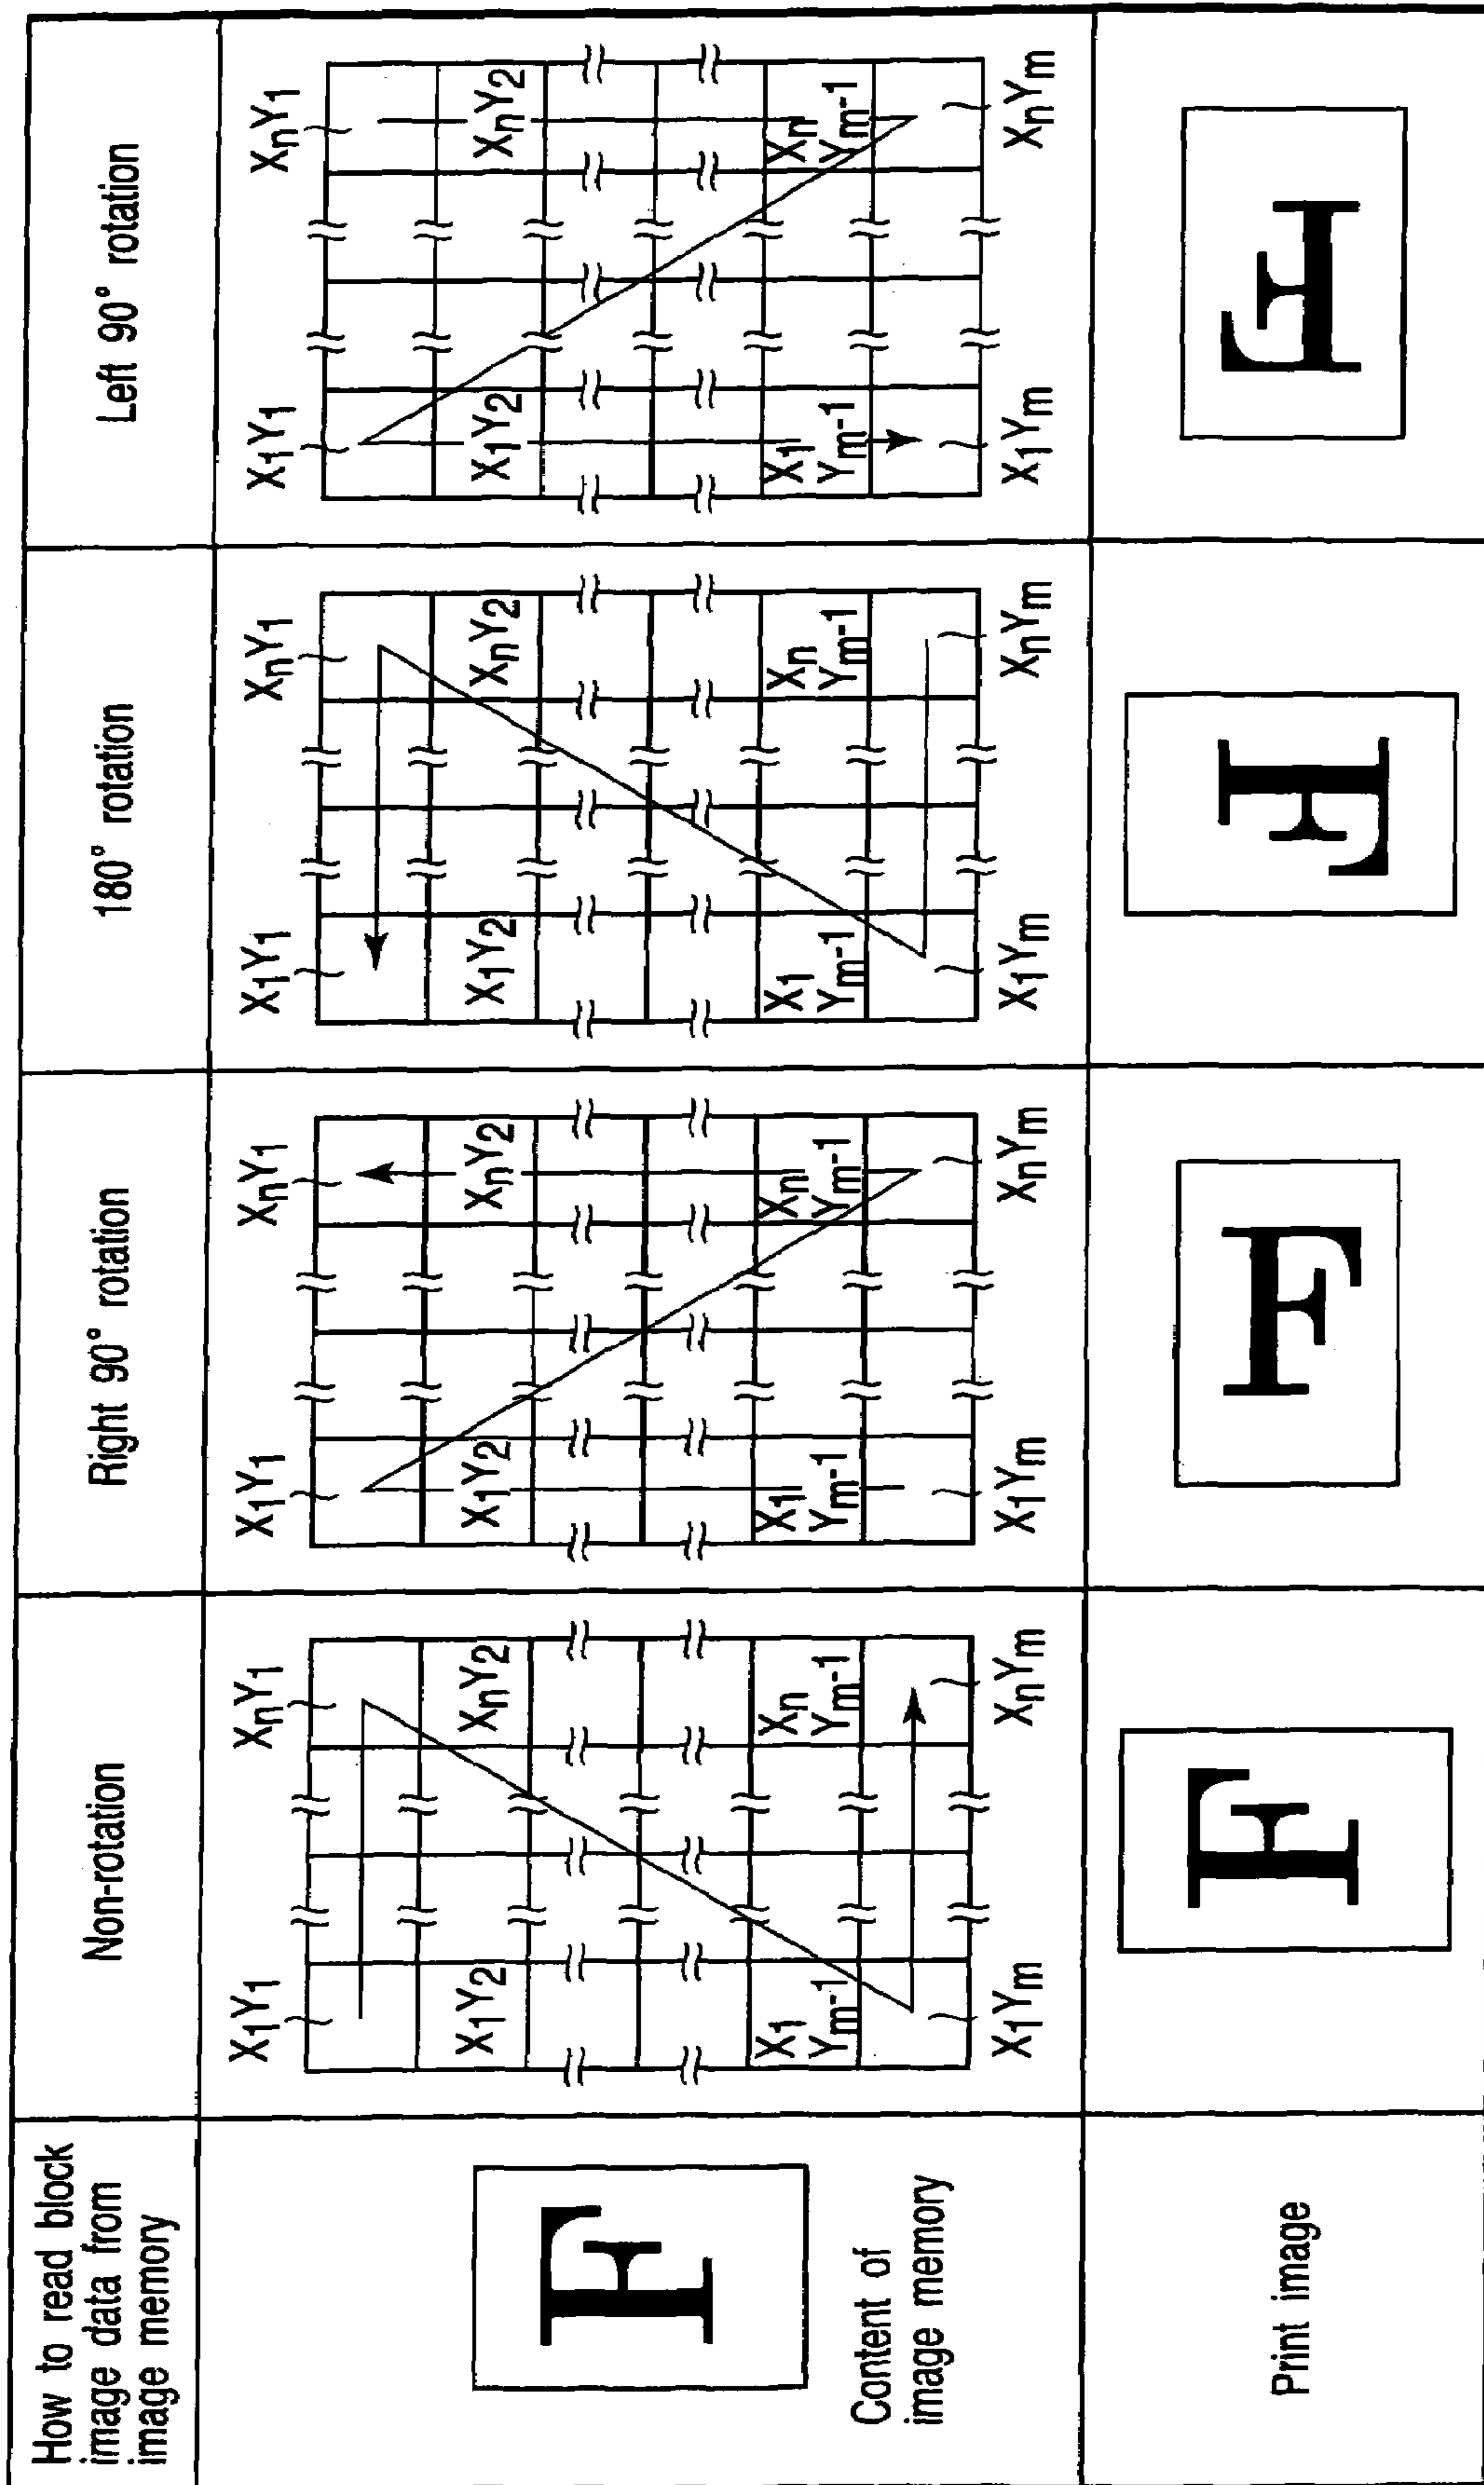 How to read block
image data from
image memory
Non-rotation
Right 90° rotation
180° rotation
Left 90° rotation
F
Content of
image memory
X1Y1
XnY1
X1Y2
XnY2
X1
Ym-1
Xn
Ym-1
X1Ym
XnYm
X1Y1
XnY1
X1Y2
XnY2
X1
Ym-1
Xn
Ym-1
X1Ym
XnYm
X1Y1
XnY1
X1Y2
XnY2
X1
Ym-1
Xn
Ym-1
X1Ym
XnYm
X1Y1
XnY1
X1Y2
XnY2
X1
Ym-1
Xn
Ym-1
X1Ym
XnYm
Print image
F
F
F
F